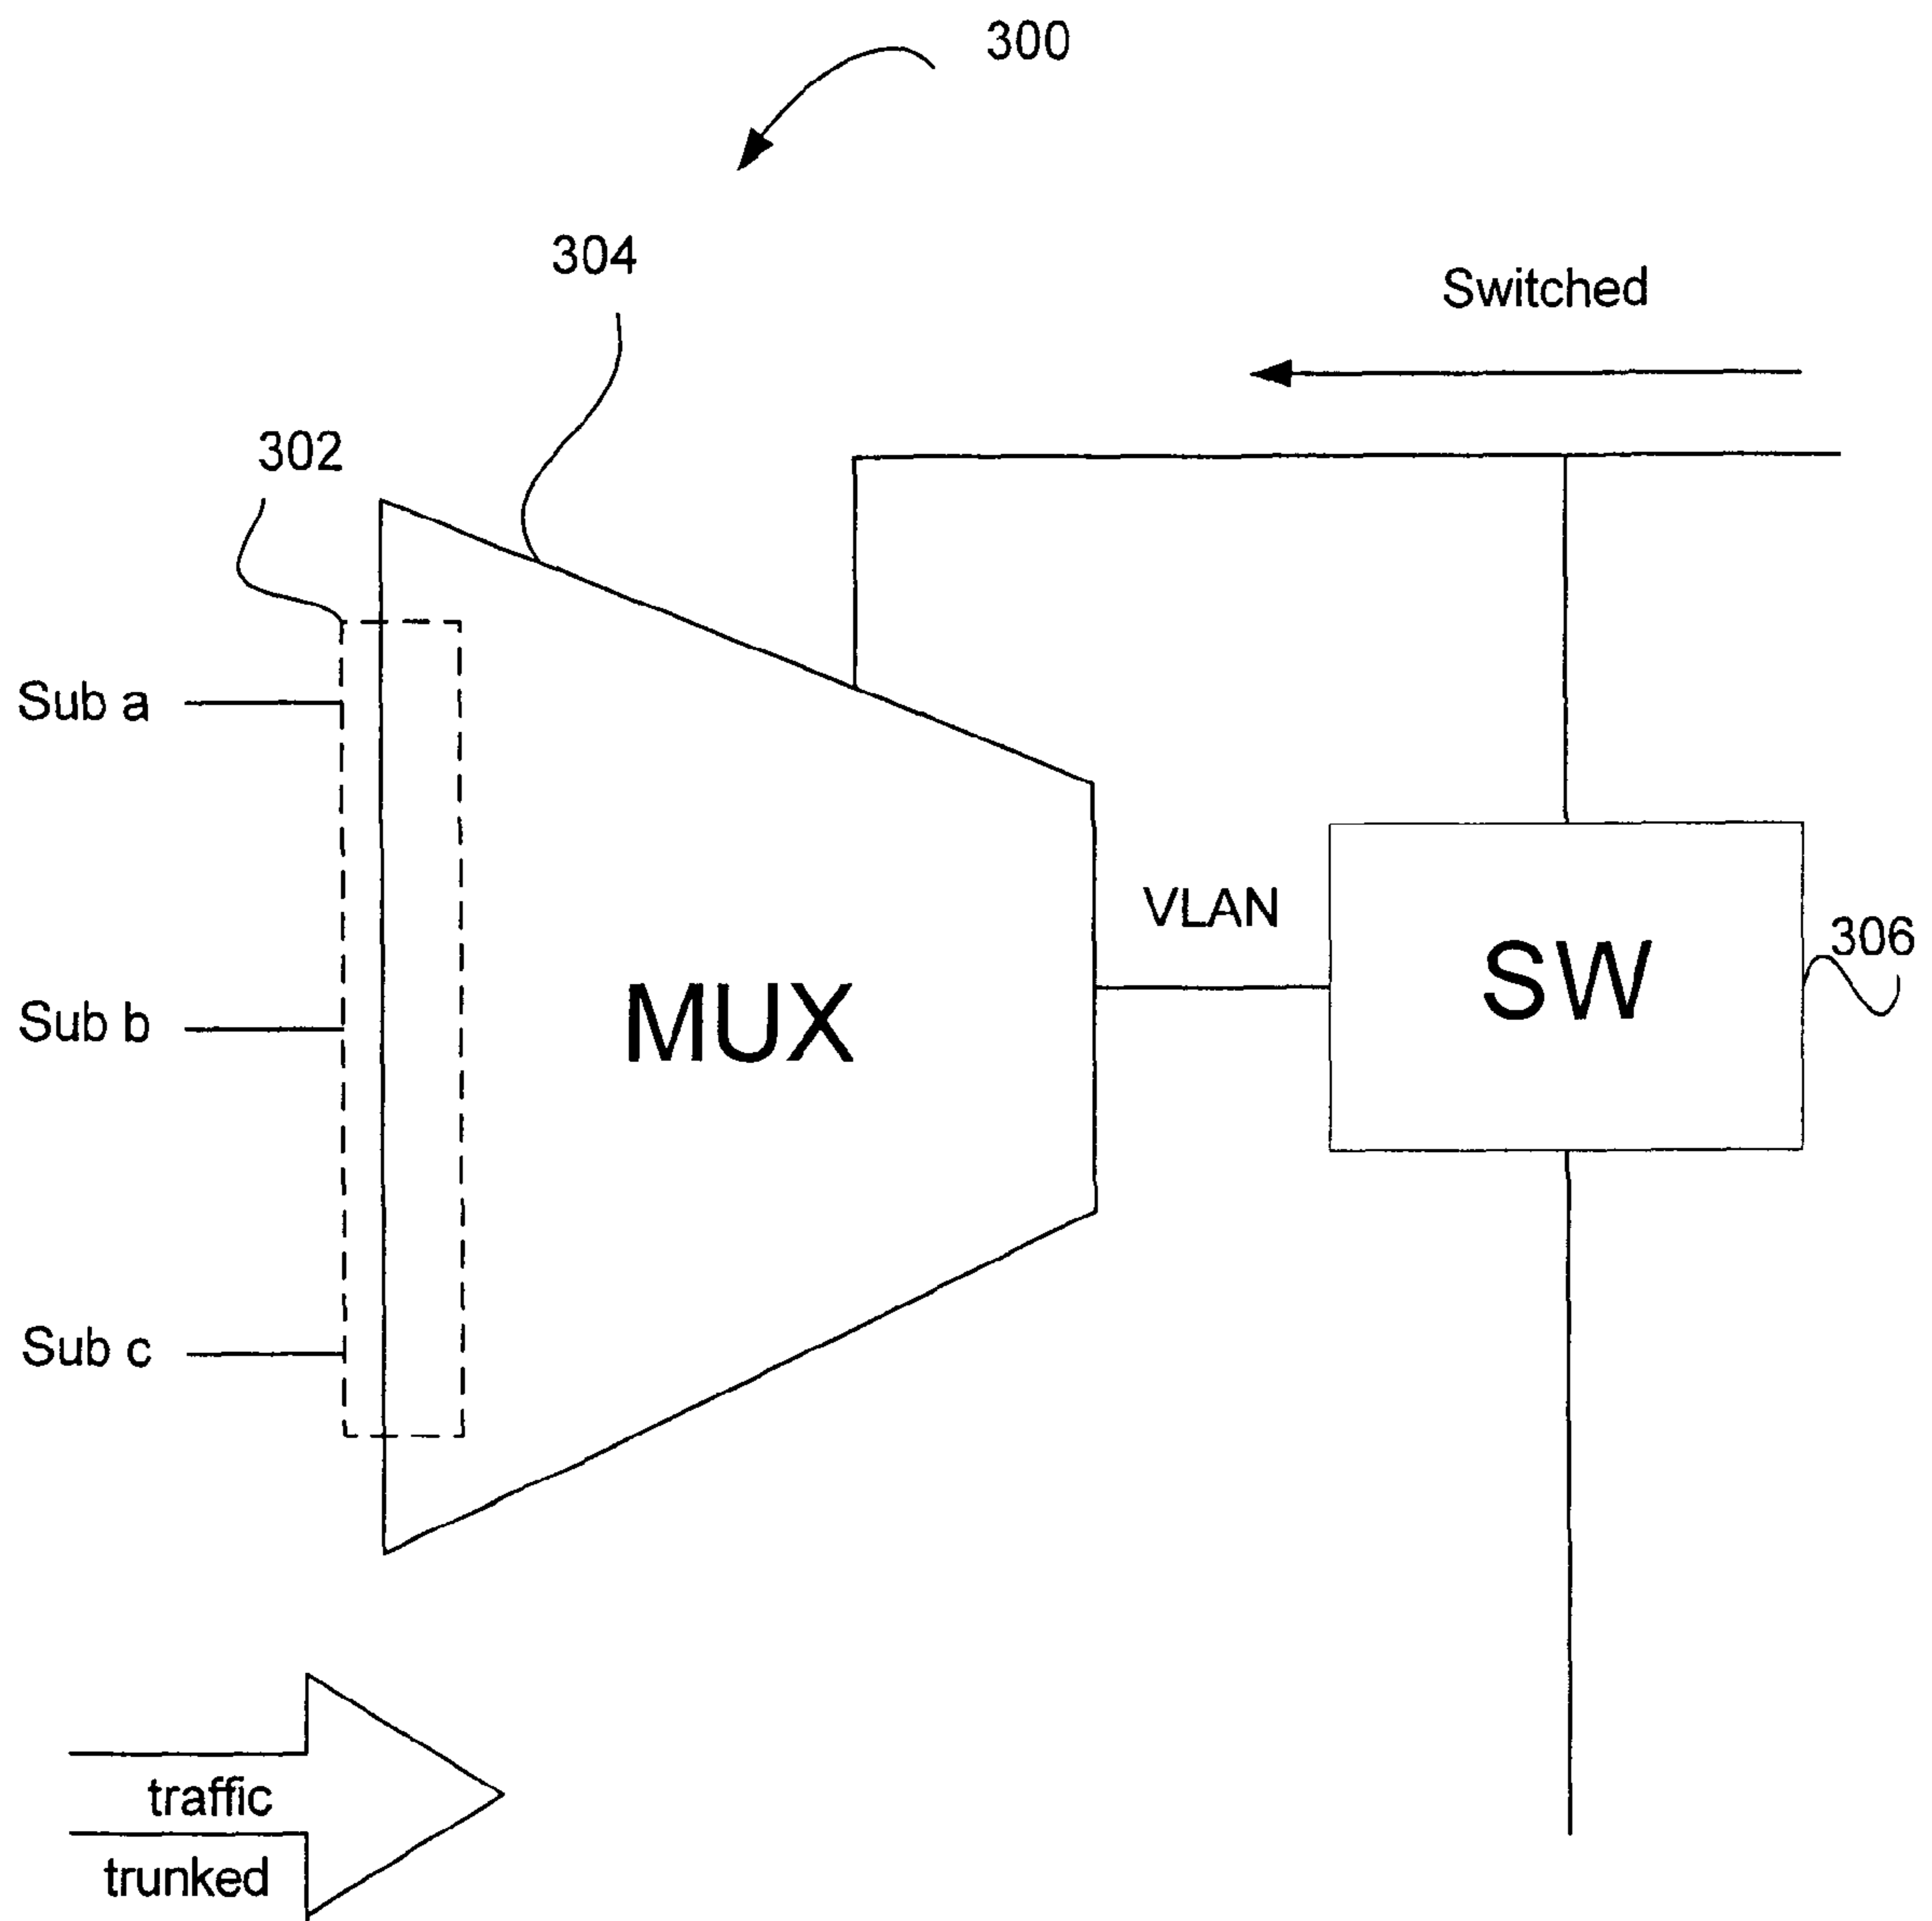 300
304
Switched
302
Sub a
VLAN
306
SW
Sub b
MUX
Sub c
traffic
trunked